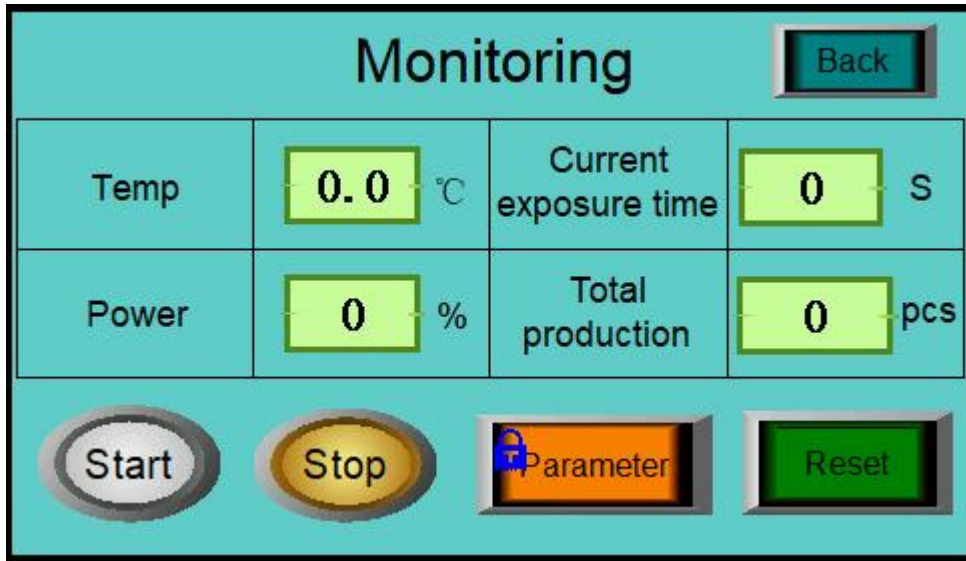 Monitoring
Back
Temp
0.0 ℃
Current
exposure time
0 S
Power
0 %
Total
production
0 pcs
Start
Stop
Parameter
Reset